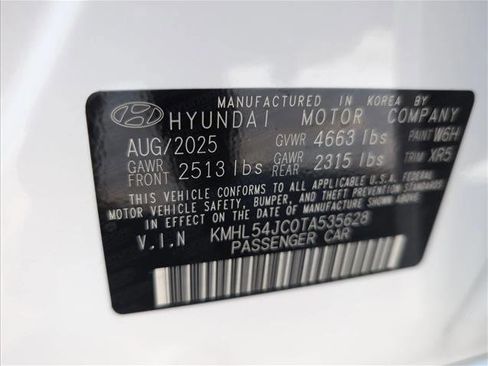 MANUFACTURED IN KOREA BY
HYUNDAI MOTOR COMPANY
AUG/2025 GVWR 4663 lbs PAINT W6H
GAWR FRONT 2513 lbs GAWR REAR 2315 lbs TRIM XR5
THIS VEHICLE CONFORMS TO ALL APPLICABLE U.S.A. FEDERAL
MOTOR VEHICLE SAFETY, BUMPER, AND THEFT PREVENTION STANDARDS
IN EFFECT ON THE DATE OF MANUFACTURE SHOWN ABOVE.
V.I.N KMHL54JC0TA535628
PASSENGER CAR